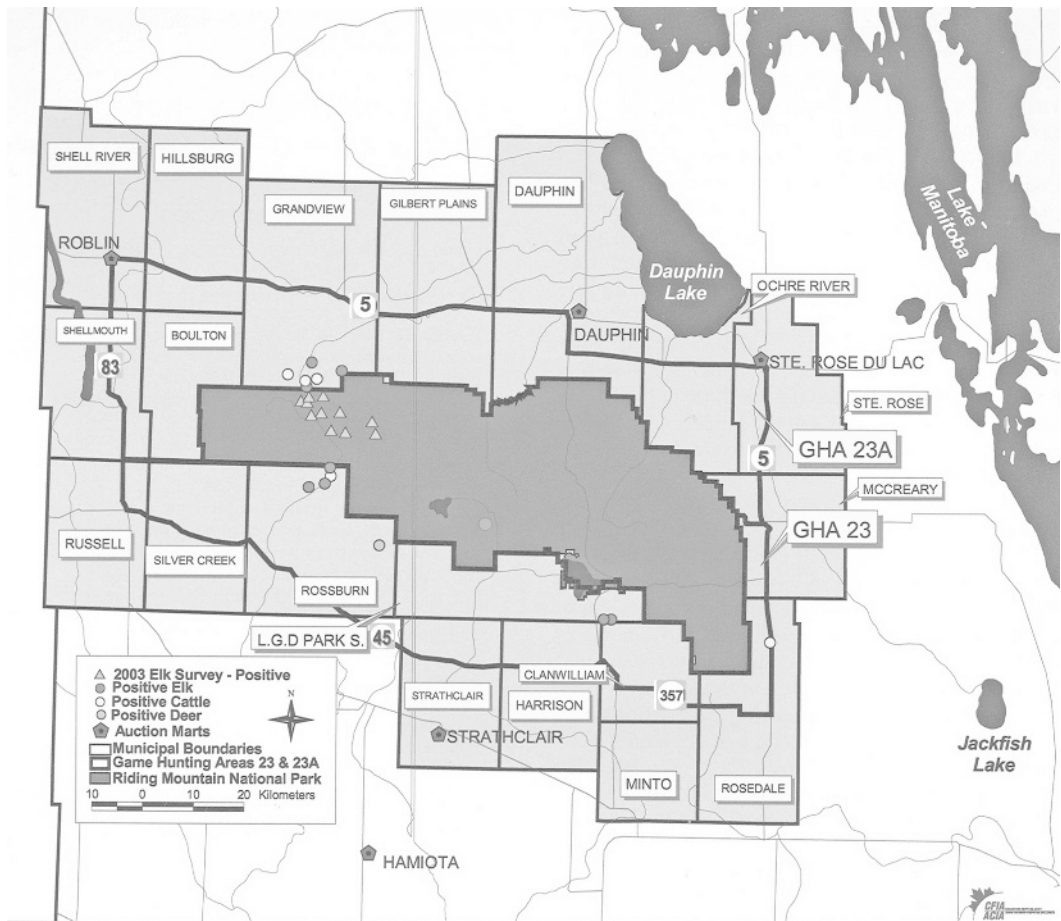 SHELL RIVER
HILLSBURG
GRANDVIEW
GILBERT PLAINS
DAUPHIN
Lake
Manitoba
ROBLIN
Dauphin
Lake
OCHRE RIVER
5
SHELLMOUTH
BOULTON
DAUPHIN
83
STE. ROSE DU LAC
STE. ROSE
GHA 23A
5
MCCREARY
GHA 23
RUSSELL
SILVER CREEK
ROSSBURN
L.G.D PARK S.
45
CLANWILLIAM
357
STRATHCLAIR
HARRISON
STRATHCLAIR
MINTO
ROSEDALE
Jackfish
Lake
HAMIOTA
2003 Elk Survey - Positive
Positive Elk
Positive Cattle
Positive Deer
Auction Marts
N
Municipal Boundaries
Game Hunting Areas 23 & 23A
Riding Mountain National Park
10 0 10 20 Kilometers
CFIA
ACIA